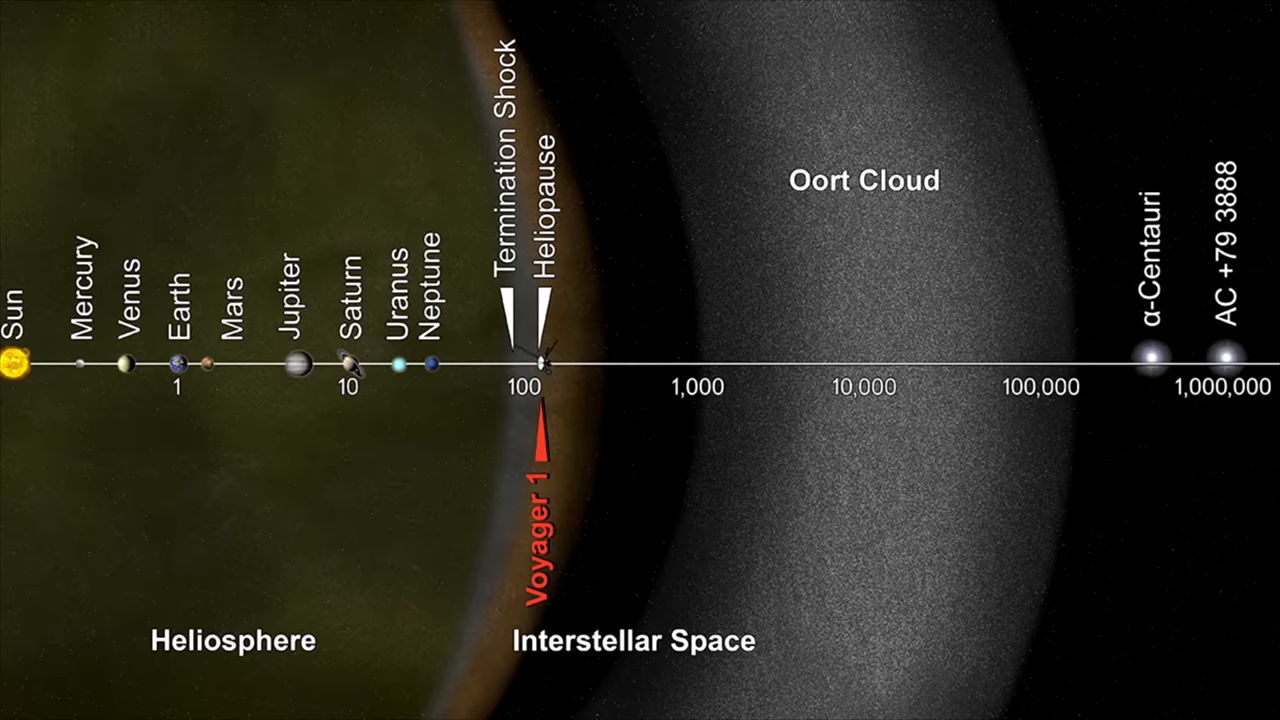 Sun
Mercury
Venus
Earth
Mars
Jupiter
Saturn
Uranus
Neptune
Termination Shock
Heliopause
Oort Cloud
α-Centauri
AC +79 3888
1
10
100
1,000
10,000
100,000
1,000,000
Voyager 1
Heliosphere
Interstellar Space